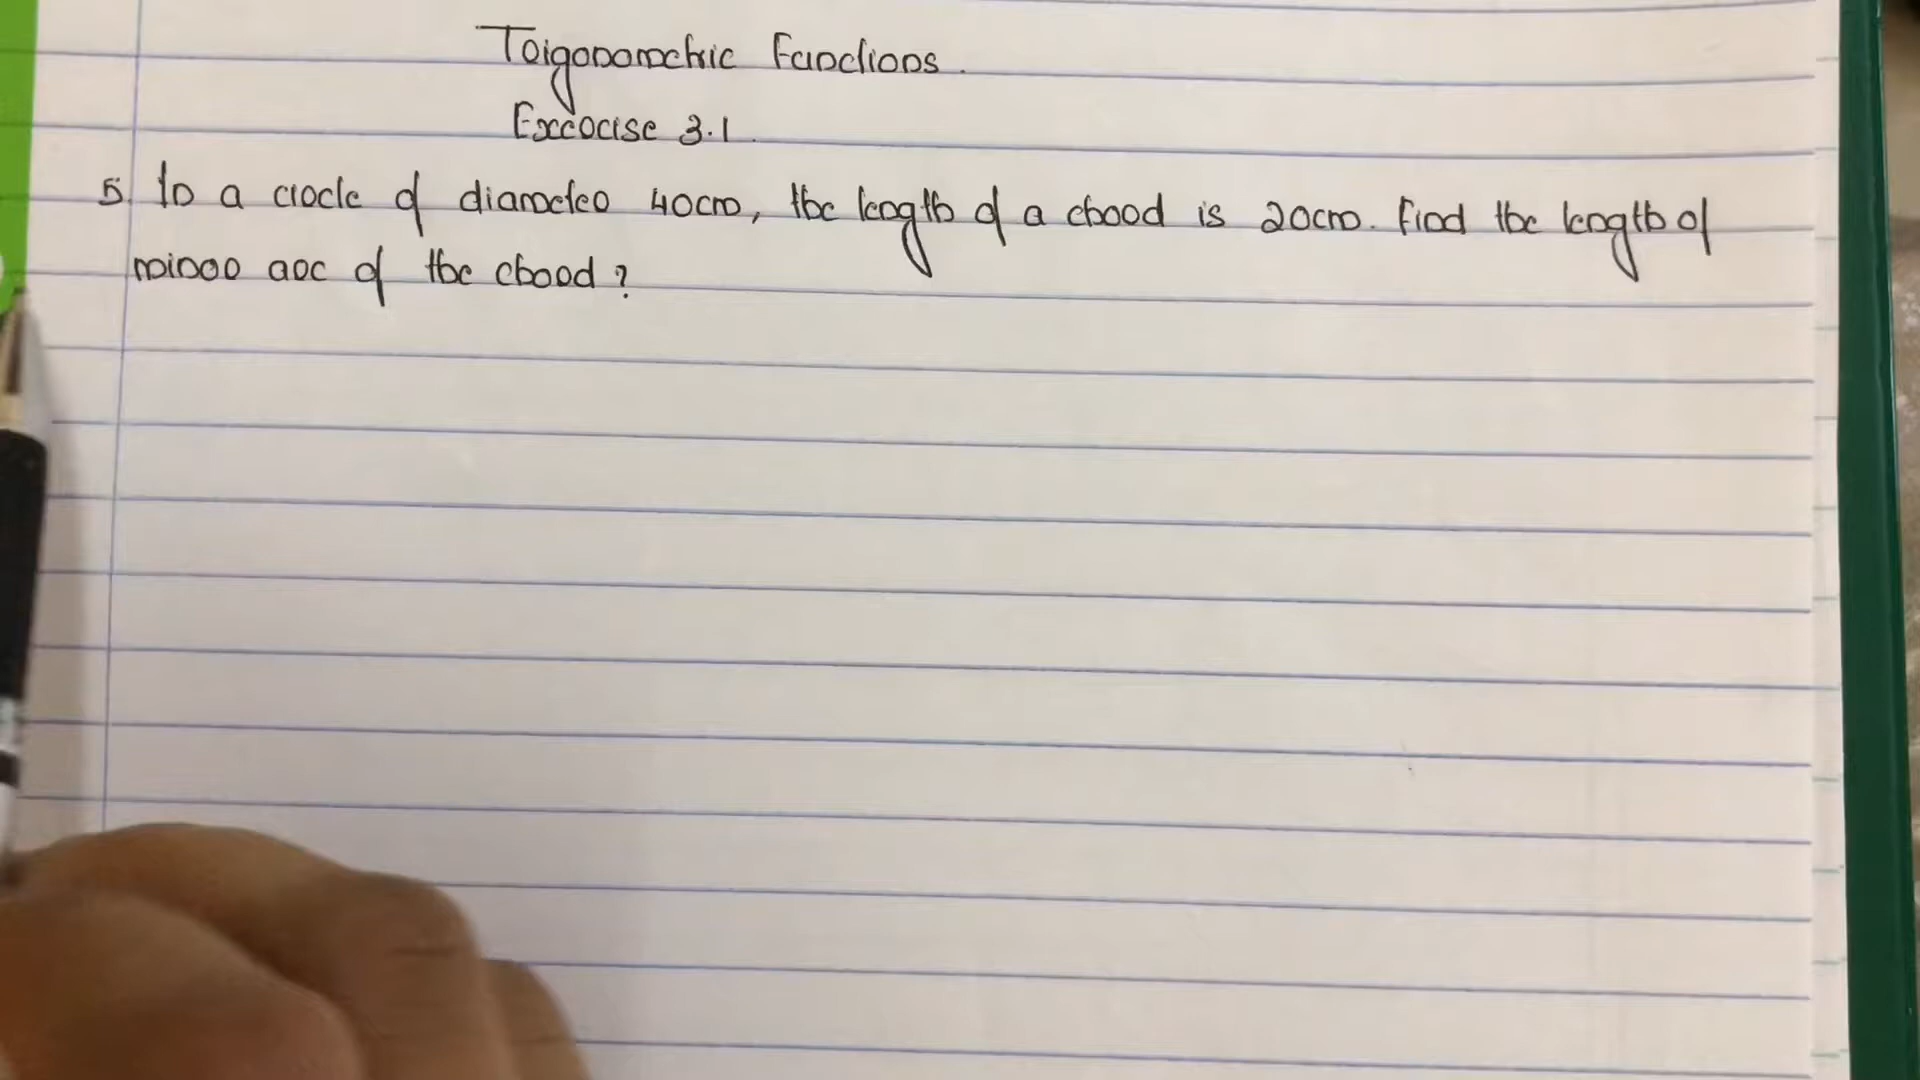 Trigonometric Functions.
Exercise 3.1.
5. In a circle of diameter 40cm, the length of a chord is 20cm. Find the length of
minor arc of the chord?